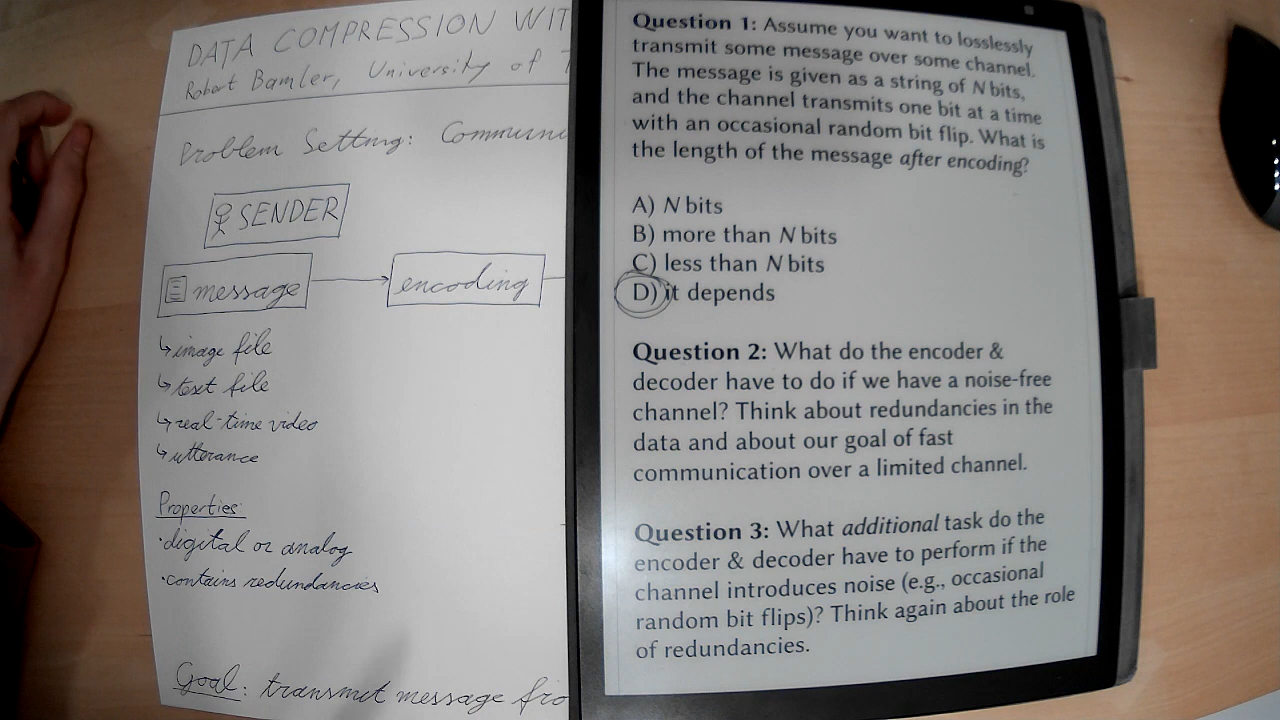 DATA COMPRESSION WIT
Robert Bamler, University of T
Problem Setting: Communi
SENDER
message
encoding
↳ image file
↳ text file
↳ real-time video
↳ utterance
Properties:
· digital or analog
· contains redundancies
Goal: transmit message fro
Question 1: Assume you want to losslessly
transmit some message over some channel.
The message is given as a string of N bits,
and the channel transmits one bit at a time
with an occasional random bit flip. What is
the length of the message after encoding?
A) N bits
B) more than N bits
C) less than N bits
D) it depends
Question 2: What do the encoder &
decoder have to do if we have a noise-free
channel? Think about redundancies in the
data and about our goal of fast
communication over a limited channel.
Question 3: What additional task do the
encoder & decoder have to perform if the
channel introduces noise (e.g., occasional
random bit flips)? Think again about the role
of redundancies.